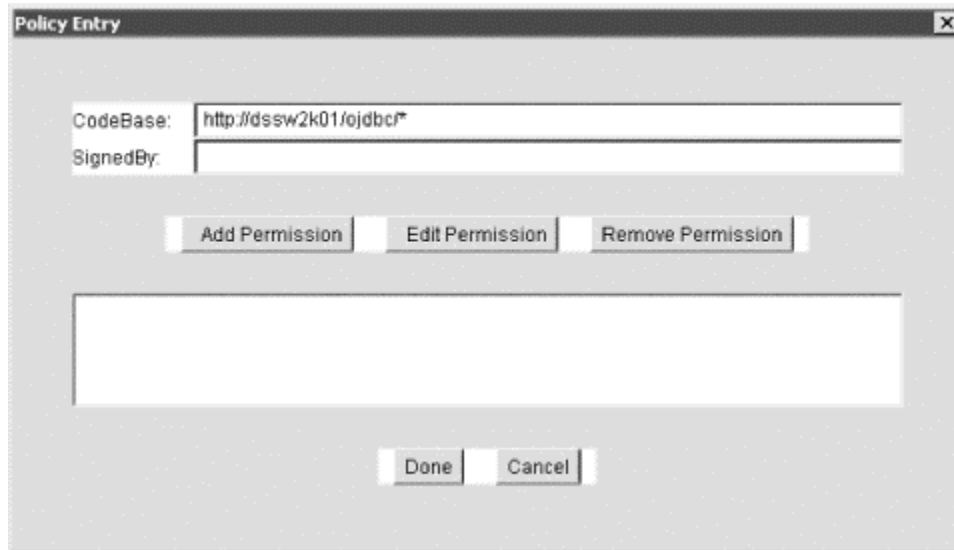 Policy Entry
CodeBase: http://dssw2k01/ojdbc/*
SignedBy:
Add Permission Edit Permission Remove Permission
Done Cancel